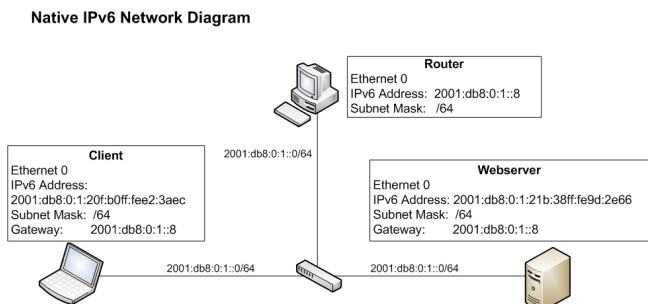 Native IPv6 Network Diagram
Router
Ethernet 0
IPv6 Address: 2001:db8:0:1::8
Subnet Mask: /64
2001:db8:0:1::0/64
Client
Ethernet 0
IPv6 Address:
2001:db8:0:1:20f:b0ff:fee2:3aec
Subnet Mask: /64
Gateway: 2001:db8:0:1::8
Webserver
Ethernet 0
IPv6 Address: 2001:db8:0:1:21b:38ff:fe9d:2e66
Subnet Mask: /64
Gateway: 2001:db8:0:1::8
2001:db8:0:1::0/64
2001:db8:0:1::0/64